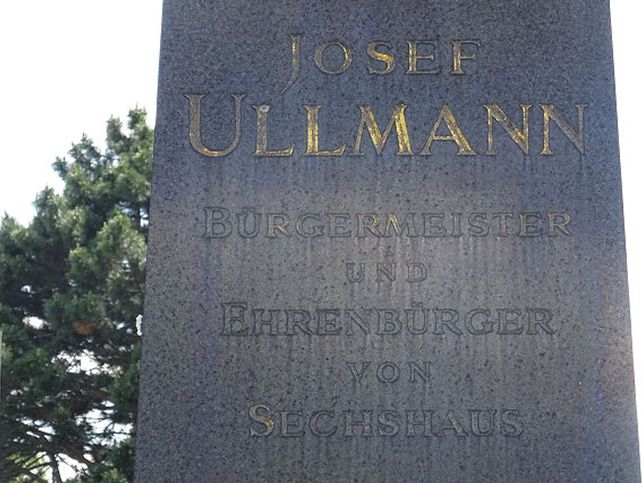 JOSEF
ULLMANN
BÜRGERMEISTER
UND
EHRENBÜRGER
VON
SECHSHAUS